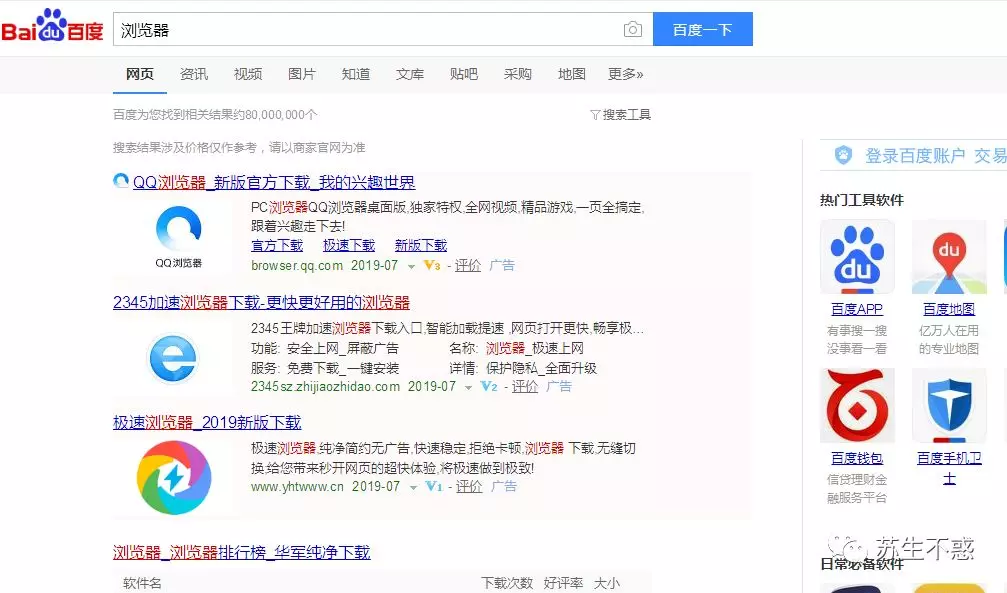 Bai du 百度
浏览器
百度一下
网页 资讯 视频 图片 知道 文库 贴吧 采购 地图 更多»
百度为您找到相关结果约80,000,000个
搜索工具
搜索结果涉及价格仅作参考，请以商家官网为准
QQ浏览器_新版官方下载_我的兴趣世界
QQ浏览器
PC浏览器QQ浏览器桌面版,独家特权,全网视频,精品游戏,一页全搞定,
跟着兴趣走下去!
官方下载 极速下载 新版下载
browser.qq.com 2019-07 V3 - 评价 广告
2345加速浏览器下载-更快更好用的浏览器
2345王牌加速浏览器下载入口,智能加载提速 ,网页打开更快,畅享极...
功能: 安全上网_屏蔽广告 名称: 浏览器_极速上网
服务: 免费下载_一键安装 详情: 保护隐私_全面升级
2345sz.zhijiaozhidao.com 2019-07 V2 - 评价 广告
极速浏览器_2019新版下载
极速浏览器,纯净简约无广告,快速稳定,拒绝卡顿,浏览器 下载,无缝切
换,给您带来秒开网页的超快体验,将极速做到极致!
www.yhtwww.cn 2019-07 V1 - 评价 广告
浏览器_浏览器排行榜_华军纯净下载
软件名 下载次数 好评率 大小
登录百度账户 交易
热门工具软件
du
du
百度APP 百度地图
有事搜一搜
没事看一看
亿万人在用
的专业地图
百度钱包
信贷理财金
融服务平台
百度手机卫
士
苏生不惑
日常必备软件